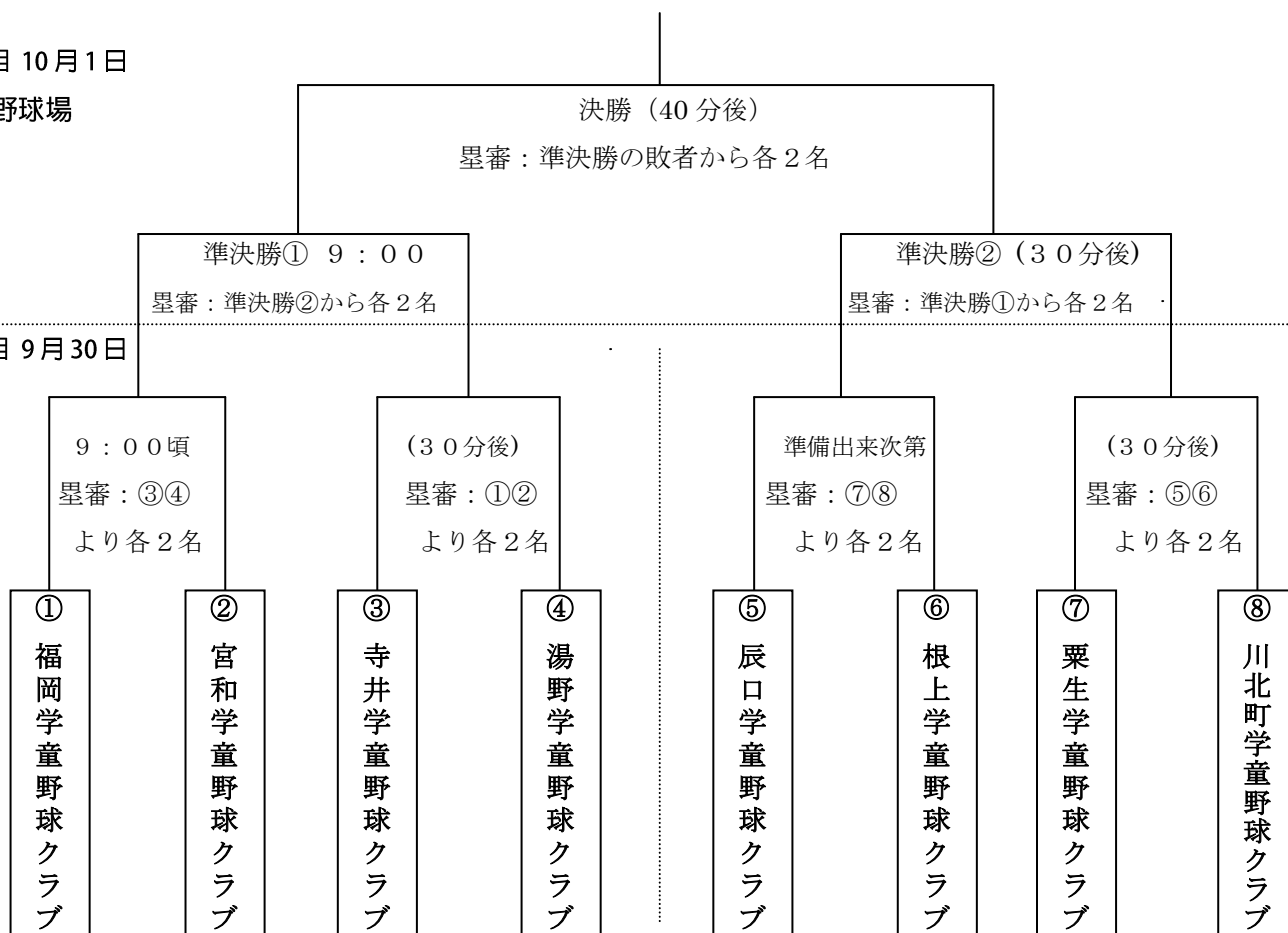 目 10月1日
野球場
決勝（40分後）
塁審：準決勝の敗者から各２名
準決勝① ９：００
塁審：準決勝②から各２名
準決勝② (３０分後)
塁審：準決勝①から各２名
目 9月30日
９：００頃
塁審：③④
より各２名
(３０分後)
塁審：①②
より各２名
準備出来次第
塁審：⑦⑧
より各２名
(３０分後)
塁審：⑤⑥
より各２名
①福岡学童野球クラブ
②宮和学童野球クラブ
③寺井学童野球クラブ
④湯野学童野球クラブ
⑤辰口学童野球クラブ
⑥根上学童野球クラブ
⑦粟生学童野球クラブ
⑧川北町学童野球クラブ